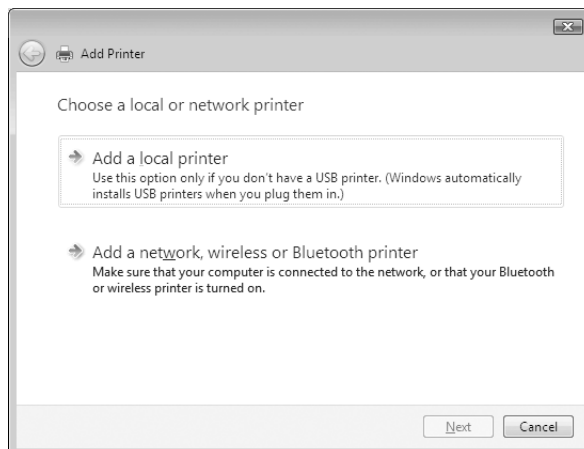 Add Printer
Choose a local or network printer
Add a local printer
Use this option only if you don't have a USB printer. (Windows automatically
installs USB printers when you plug them in.)
Add a network, wireless or Bluetooth printer
Make sure that your computer is connected to the network, or that your Bluetooth
or wireless printer is turned on.
Next Cancel